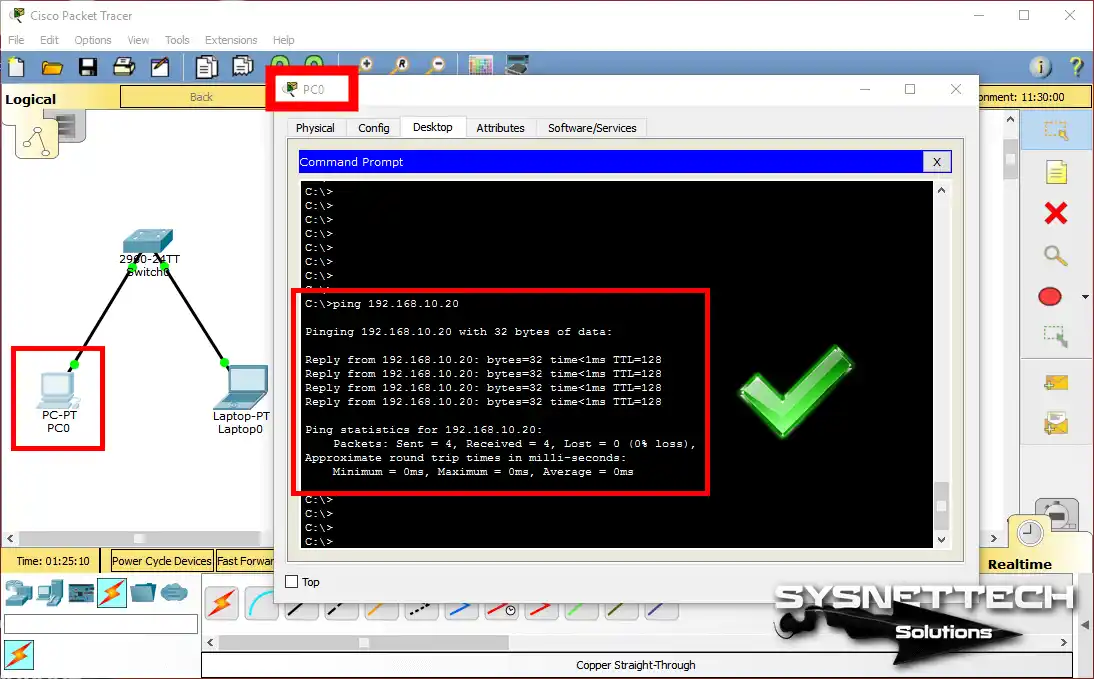 Cisco Packet Tracer
File Edit Options View Tools Extensions Help
Logical
Back
onment: 11:30:00
PC0
Physical Config Desktop Attributes Software/Services
Command Prompt
X
C:\>
C:\>
C:\>
C:\>
C:\>
C:\>
C:\>
C:\>ping 192.168.10.20
Pinging 192.168.10.20 with 32 bytes of data:
Reply from 192.168.10.20: bytes=32 time<1ms TTL=128
Reply from 192.168.10.20: bytes=32 time<1ms TTL=128
Reply from 192.168.10.20: bytes=32 time<1ms TTL=128
Reply from 192.168.10.20: bytes=32 time<1ms TTL=128
Ping statistics for 192.168.10.20:
Packets: Sent = 4, Received = 4, Lost = 0 (0% loss),
Approximate round trip times in milli-seconds:
Minimum = 0ms, Maximum = 0ms, Average = 0ms
C:\>
C:\>
C:\>
C:\>
2960-24TT
Switch0
PC-PT
PC0
Laptop-PT
Laptop0
Top
Time: 01:25:10 Power Cycle Devices Fast Forwar
Realtime
SYSNETTECH
Solutions
Copper Straight-Through